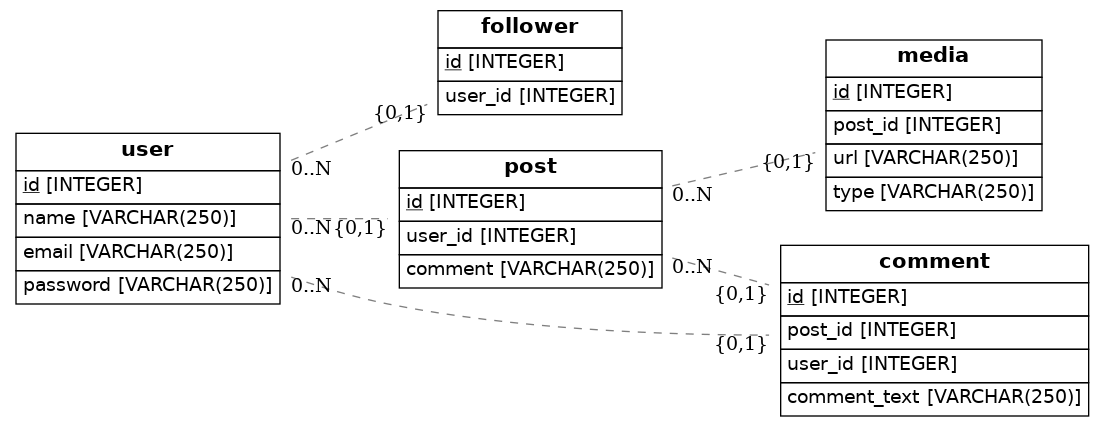 follower
id [INTEGER]
user_id [INTEGER]
{0,1}
0..N
user
id [INTEGER]
name [VARCHAR(250)]
email [VARCHAR(250)]
password [VARCHAR(250)]
0..N
{0,1}
0..N
post
id [INTEGER]
user_id [INTEGER]
comment [VARCHAR(250)]
{0,1}
0..N
0..N
{0,1}
{0,1}
media
id [INTEGER]
post_id [INTEGER]
url [VARCHAR(250)]
type [VARCHAR(250)]
comment
id [INTEGER]
post_id [INTEGER]
user_id [INTEGER]
comment_text [VARCHAR(250)]